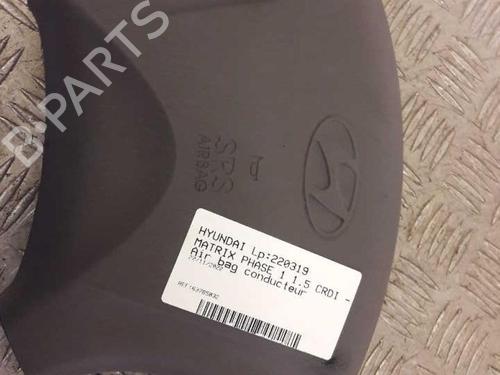 B-PARTS
SRS
AIRBAG
HYUNDAI Lp:220319
MATRIX PHASE 1 1.5 CRDI -
Air bag conducteur